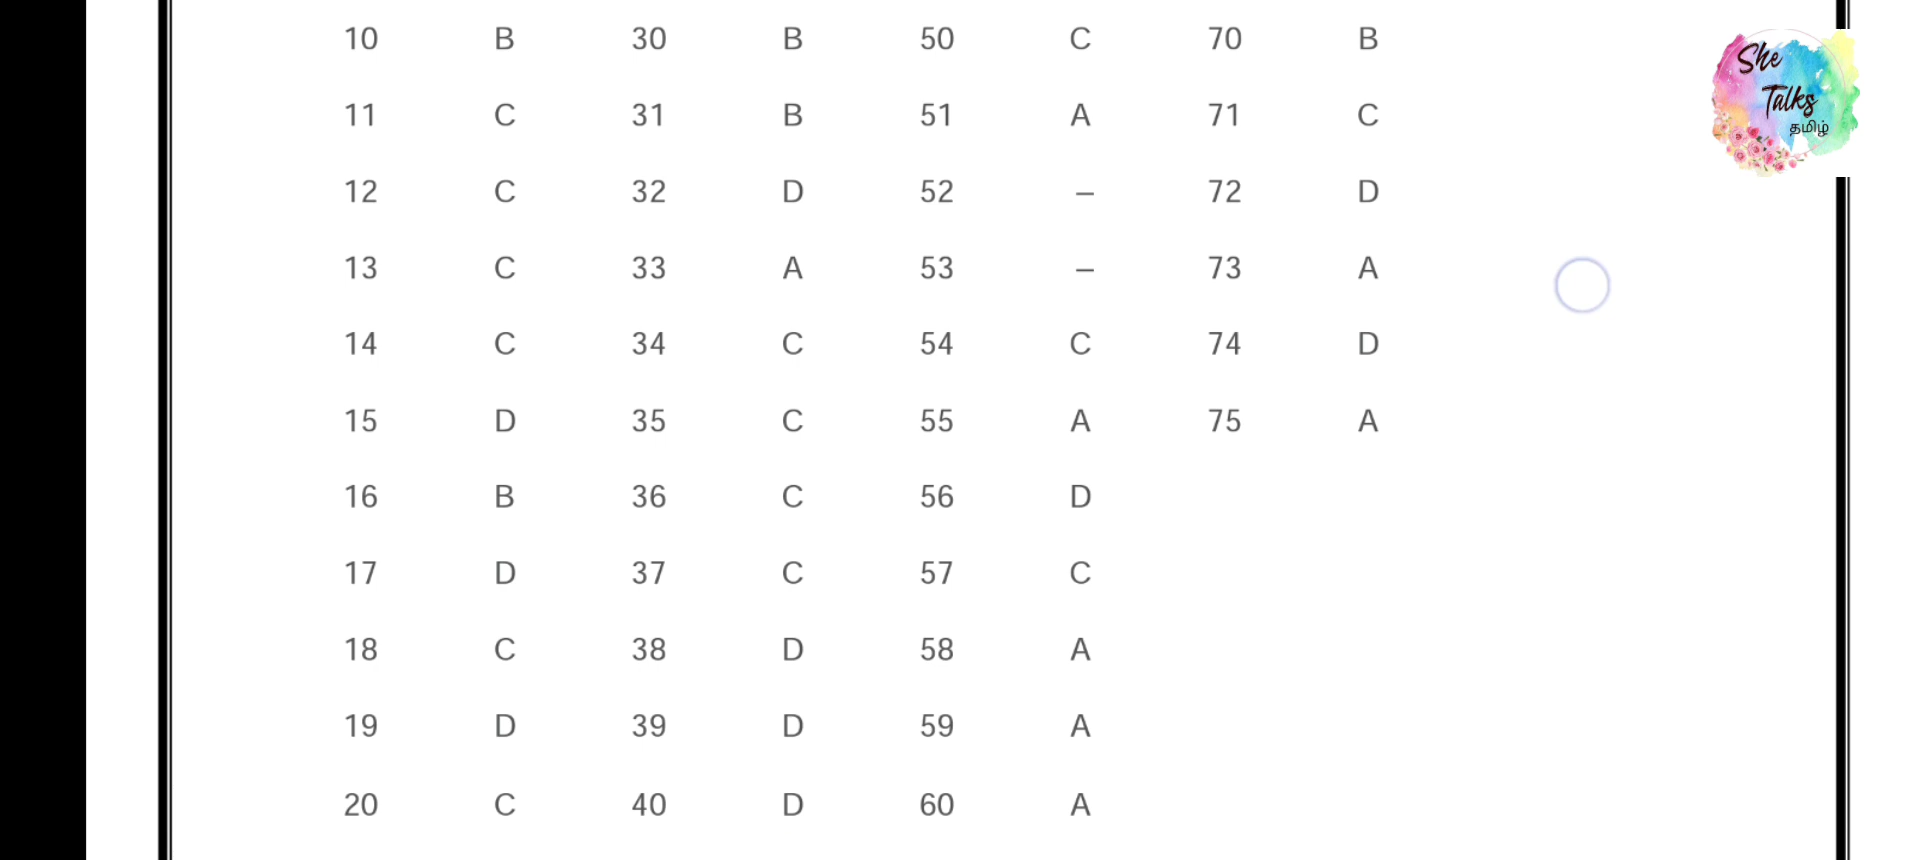 10 B 30 B 50 C 70 B
11 C 31 B 51 A 71 C
12 C 32 D 52 – 72 D
13 C 33 A 53 – 73 A
14 C 34 C 54 C 74 D
15 D 35 C 55 A 75 A
16 B 36 C 56 D
17 D 37 C 57 C
18 C 38 D 58 A
19 D 39 D 59 A
20 C 40 D 60 A
She
Talks
தமிழ்